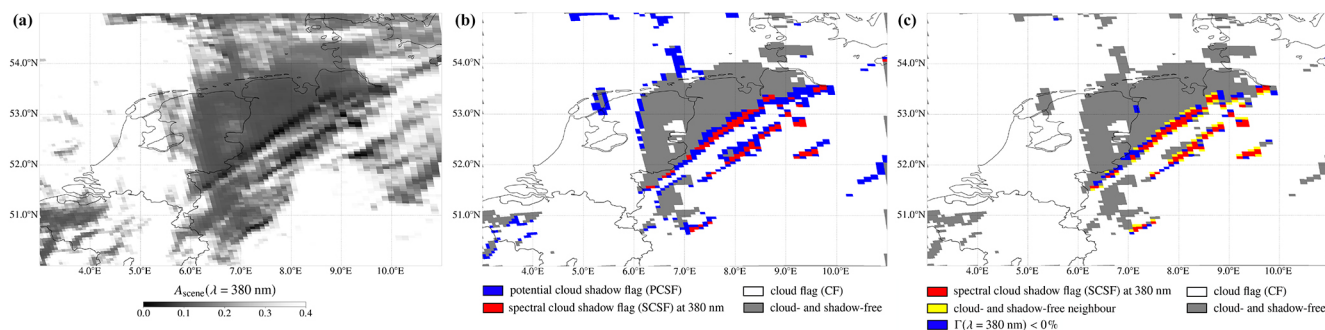 (a)
54.0°N
53.0°N
52.0°N
51.0°N
4.0°E 5.0°E 6.0°E 7.0°E 8.0°E 9.0°E 10.0°E
A_scene(λ = 380 nm)
0.0 0.1 0.2 0.3 0.4
(b)
54.0°N
53.0°N
52.0°N
51.0°N
4.0°E 5.0°E 6.0°E 7.0°E 8.0°E 9.0°E 10.0°E
potential cloud shadow flag (PCSF) cloud flag (CF)
spectral cloud shadow flag (SCSF) at 380 nm cloud- and shadow-free
(c)
54.0°N
53.0°N
52.0°N
51.0°N
4.0°E 5.0°E 6.0°E 7.0°E 8.0°E 9.0°E 10.0°E
spectral cloud shadow flag (SCSF) at 380 nm cloud flag (CF)
cloud- and shadow-free neighbour cloud- and shadow-free
Γ(λ = 380 nm) < 0%